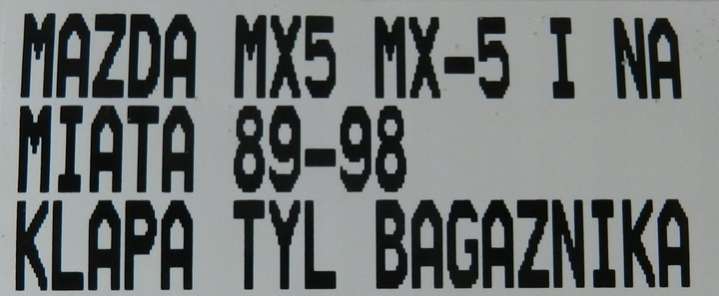 MAZDA MX5 MX-5 I NA
MIATA 89-98
KLAPA TYL BAGAZNIKA